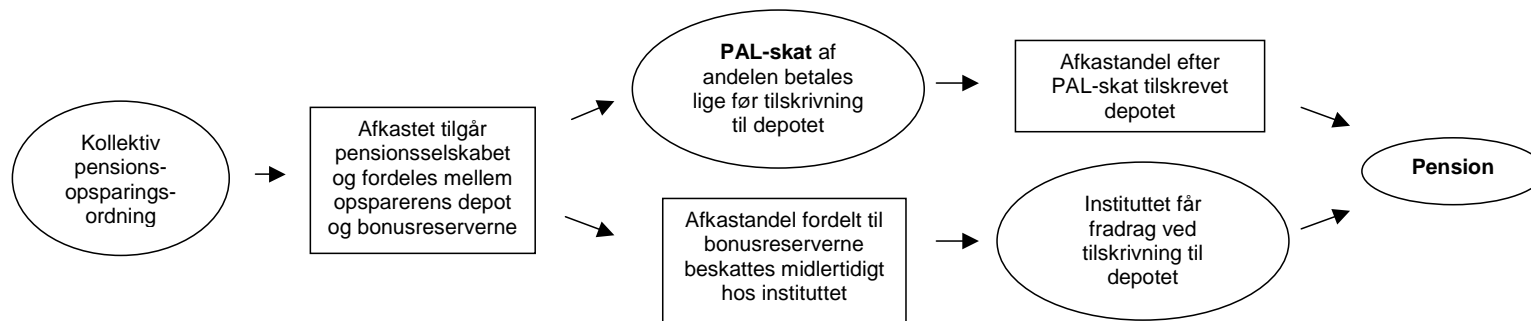 Kollektiv
pensions-
opsparings-
ordning
Afkastet tilgår
pensionsselskabet
og fordeles mellem
opsparerens depot
og bonusreserverne
PAL-skat af
andelen betales
lige før tilskrivning
til depotet
Afkastandel efter
PAL-skat tilskrevet
depotet
Afkastandel fordelt til
bonusreserverne
beskattes midlertidigt
hos instituttet
Instituttet får
fradrag ved
tilskrivning til
depotet
Pension